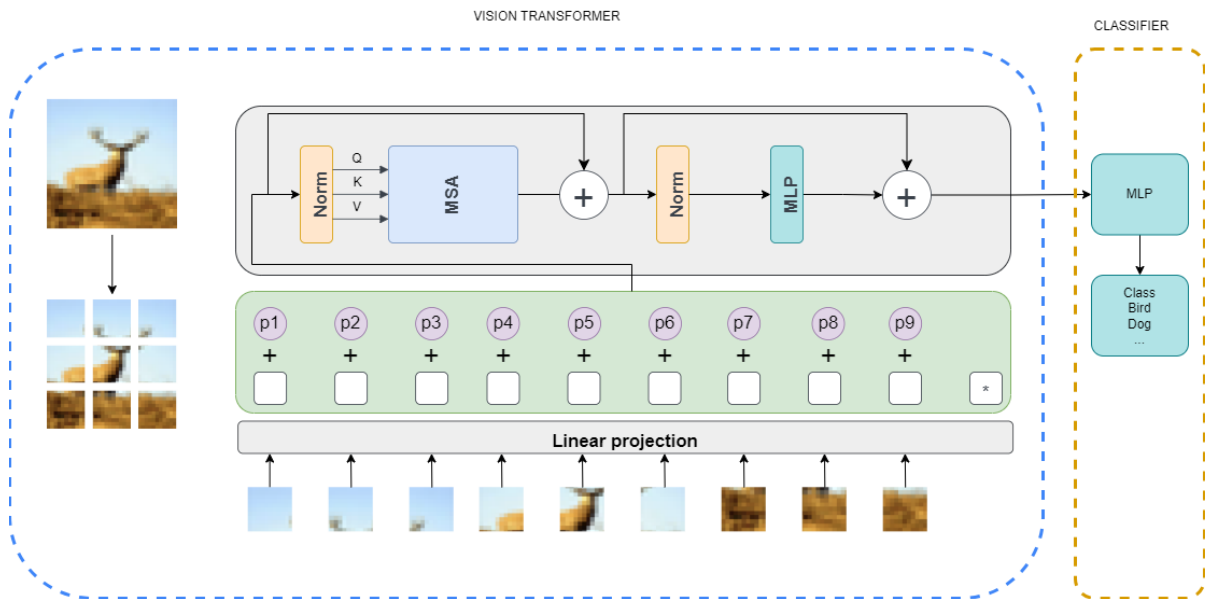 VISION TRANSFORMER
CLASSIFIER
Norm
Q
K
V
MSA
+
Norm
MLP
+
MLP
Class
Bird
Dog
...
p1 p2 p3 p4 p5 p6 p7 p8 p9
+ + + + + + + + +
*
Linear projection